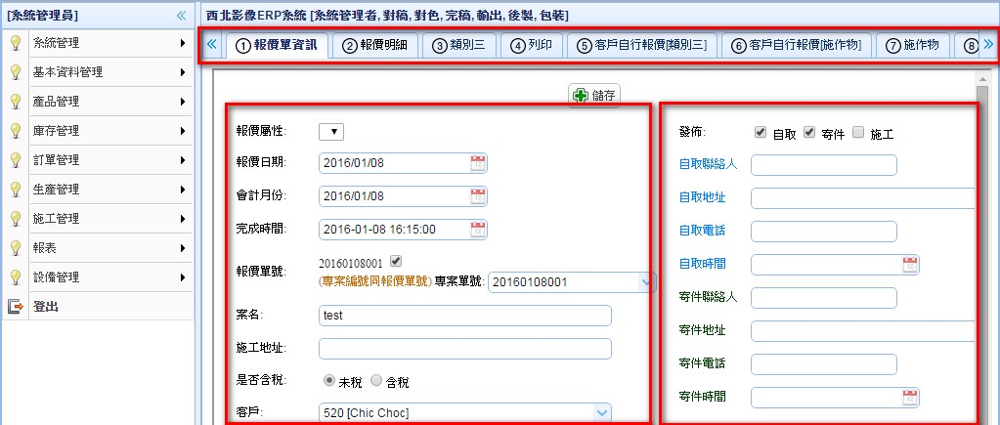 [系統管理員]
系統管理
基本資料管理
產品管理
庫存管理
訂單管理
生產管理
施工管理
報表
設備管理
登出
西北影像ERP系統 [系統管理者, 對稿, 對色, 完稿, 輸出, 後製, 包裝]
① 報價單資訊 ② 報價明細 ③ 類別三 ④ 列印 ⑤ 客戶自行報價[類別三] ⑥ 客戶自行報價[施作物] ⑦ 施作物 ⑧
儲存
報價屬性:
報價日期: 2016/01/08
會計月份: 2016/01/08
完成時間: 2016-01-08 16:15:00
報價單號: 20160108001
(專案編號同報價單號) 專案單號: 20160108001
案名: test
施工地址:
是否含稅: 未稅 含稅
客戶: 520 [Chic Choc]
發佈: 自取 寄件 施工
自取聯絡人
自取地址
自取電話
自取時間
寄件聯絡人
寄件地址
寄件電話
寄件時間